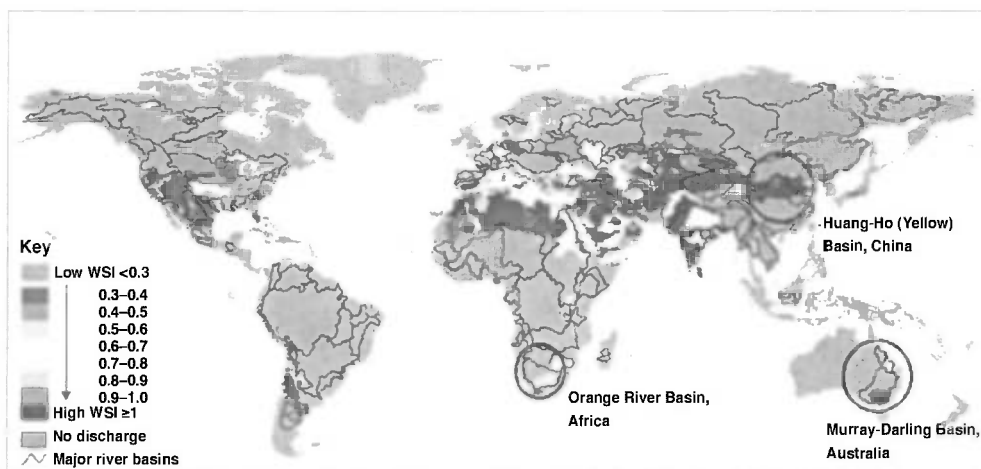 Key
Low WSI <0.3
0.3–0.4
0.4–0.5
0.5–0.6
0.6–0.7
0.7–0.8
0.8–0.9
0.9–1.0
High WSI ≥1
No discharge
Major river basins
Huang-Ho (Yellow)
Basin, China
Orange River Basin,
Africa
Murray-Darling Basin,
Australia